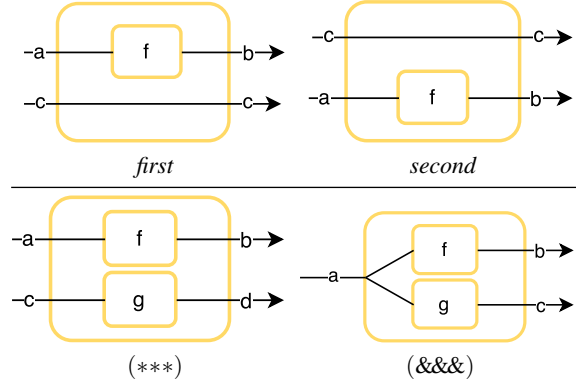 a f b
c c
first
c c
a f b
second
a f b
c g d
(***)
a f b
g c
(&&&)